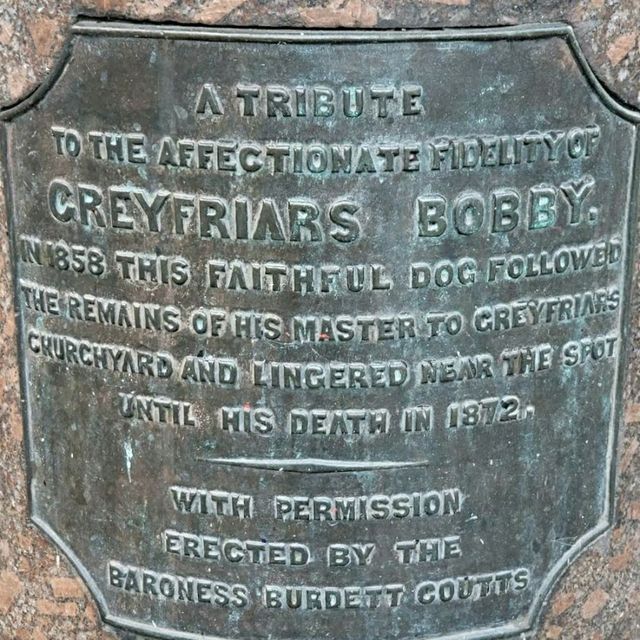 A TRIBUTE
TO THE AFFECTIONATE FIDELITY OF
GREYFRIARS BOBBY.
IN 1858 THIS FAITHFUL DOG FOLLOWED
THE REMAINS OF HIS MASTER TO GREYFRIARS
CHURCHYARD AND LINGERED NEAR THE SPOT
UNTIL HIS DEATH IN 1872.
WITH PERMISSION
ERECTED BY THE
BARONESS BURDETT COUTTS